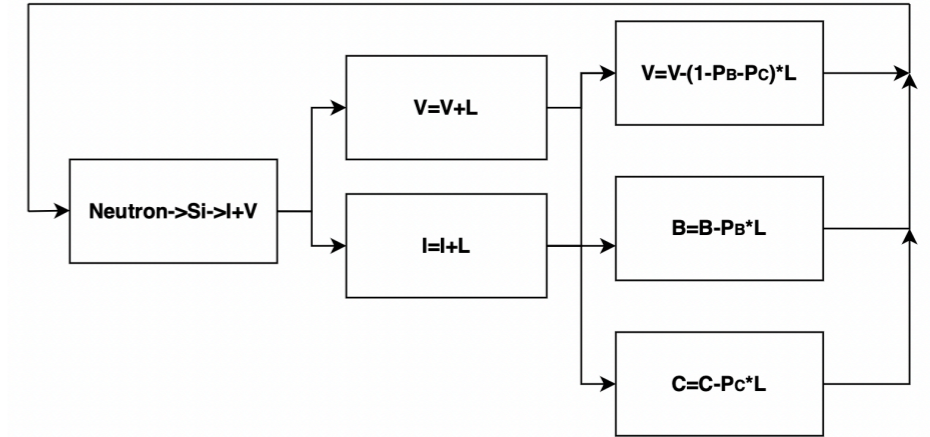 V=V-(1-PB-PC)*L
V=V+L
Neutron->Si->I+V
B=B-PB*L
I=I+L
C=C-PC*L